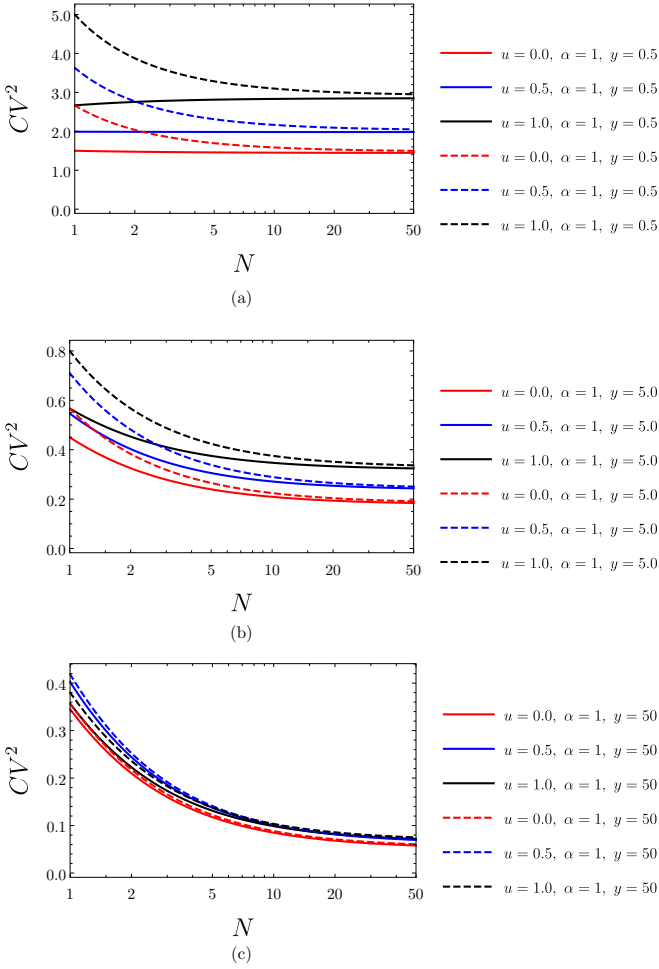 5.0
4.0
3.0
2.0
1.0
0.0
CV²
1 2 5 10 20 50
N
u = 0.0, α = 1, y = 0.5
u = 0.5, α = 1, y = 0.5
u = 1.0, α = 1, y = 0.5
u = 0.0, α = 1, y = 0.5
u = 0.5, α = 1, y = 0.5
u = 1.0, α = 1, y = 0.5
(a)
0.8
0.6
0.4
0.2
0.0
CV²
1 2 5 10 20 50
N
u = 0.0, α = 1, y = 5.0
u = 0.5, α = 1, y = 5.0
u = 1.0, α = 1, y = 5.0
u = 0.0, α = 1, y = 5.0
u = 0.5, α = 1, y = 5.0
u = 1.0, α = 1, y = 5.0
(b)
0.4
0.3
0.2
0.1
0.0
CV²
1 2 5 10 20 50
N
u = 0.0, α = 1, y = 50
u = 0.5, α = 1, y = 50
u = 1.0, α = 1, y = 50
u = 0.0, α = 1, y = 50
u = 0.5, α = 1, y = 50
u = 1.0, α = 1, y = 50
(c)